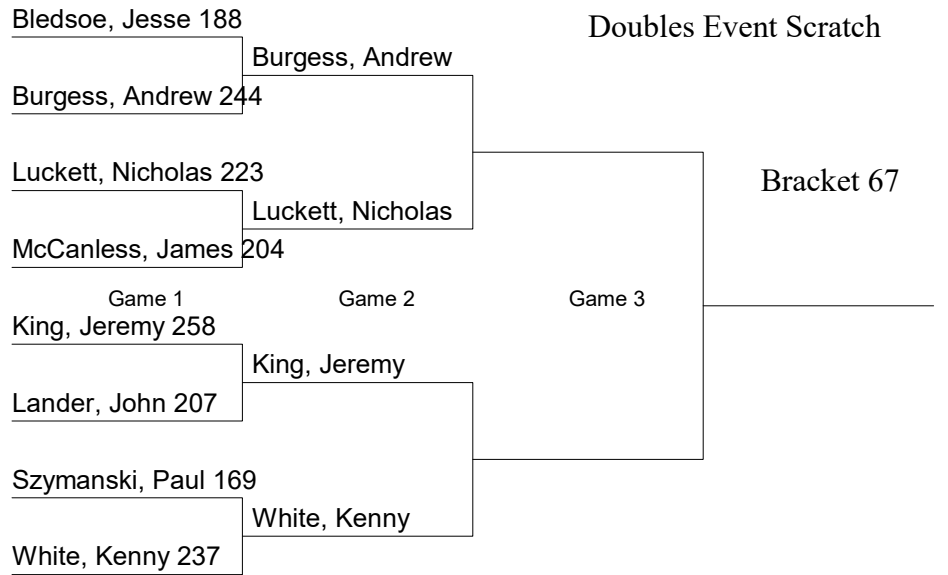 Bledsoe, Jesse 188
Doubles Event Scratch
Burgess, Andrew
Burgess, Andrew 244
Luckett, Nicholas 223
Bracket 67
Luckett, Nicholas
McCanless, James 204
Game 1
Game 2
Game 3
King, Jeremy 258
King, Jeremy
Lander, John 207
Szymanski, Paul 169
White, Kenny
White, Kenny 237